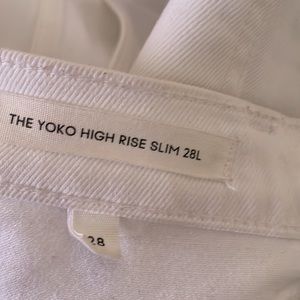 THE YOKO HIGH RISE SLIM 28L
28